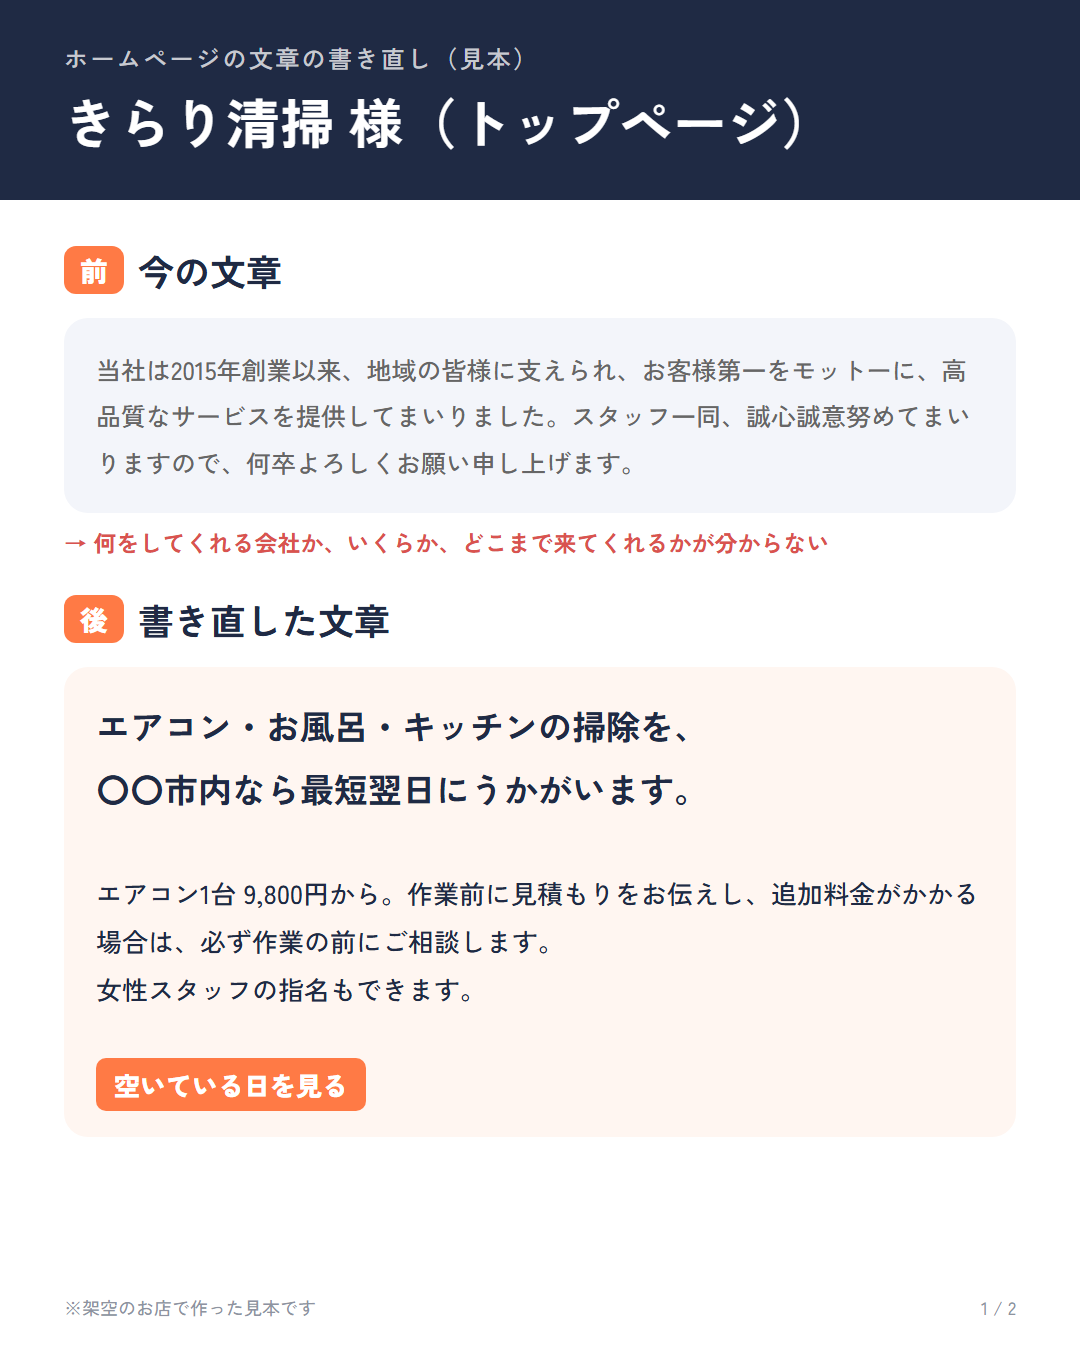 ホームページの文章の書き直し（見本）
きらり清掃 様（トップページ）
前 今の文章
当社は2015年創業以来、地域の皆様に支えられ、お客様第一をモットーに、高
品質なサービスを提供してまいりました。スタッフ一同、誠心誠意努めてまい
りますので、何卒よろしくお願い申し上げます。
→ 何をしてくれる会社か、いくらか、どこまで来てくれるかが分からない
後 書き直した文章
エアコン・お風呂・キッチンの掃除を、
〇〇市内なら最短翌日にうかがいます。
エアコン1台 9,800円から。作業前に見積もりをお伝えし、追加料金がかかる
場合は、必ず作業の前にご相談します。
女性スタッフの指名もできます。
空いている日を見る
※架空のお店で作った見本です
1 / 2